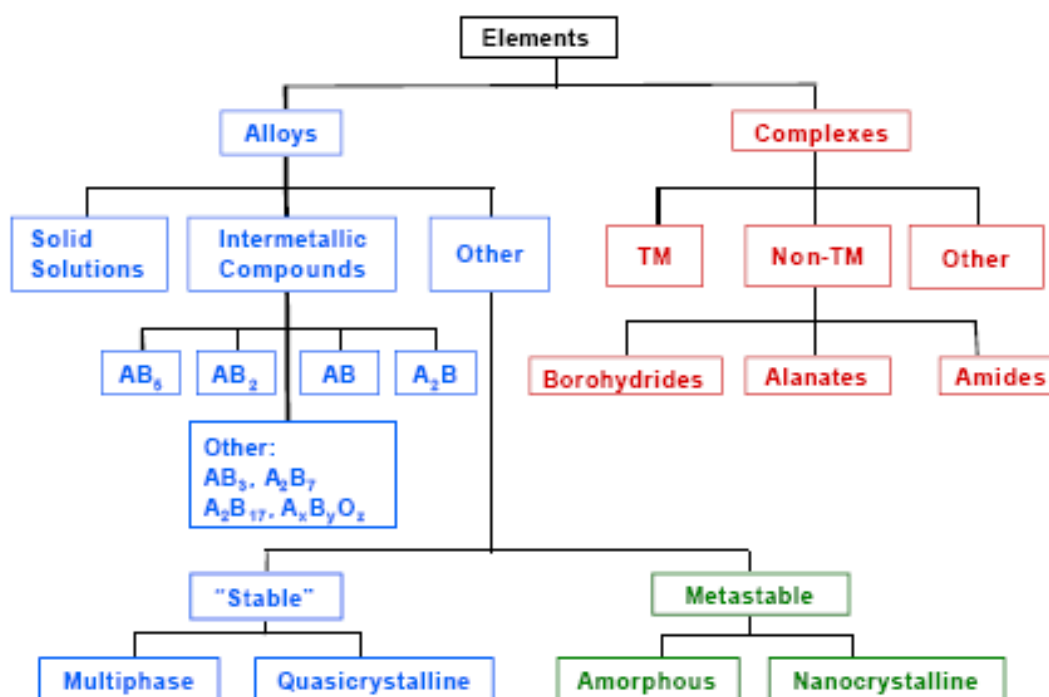 Elements
Alloys
Complexes
Solid
Solutions
Intermetallic
Compounds
Other
TM
Non-TM
Other
AB₅
AB₂
AB
A₂B
Borohydrides
Alanates
Amides
Other:
AB₃, A₂B₇
A₂B₁₇, AₓB_yO_z
"Stable"
Metastable
Multiphase
Quasicrystalline
Amorphous
Nanocrystalline